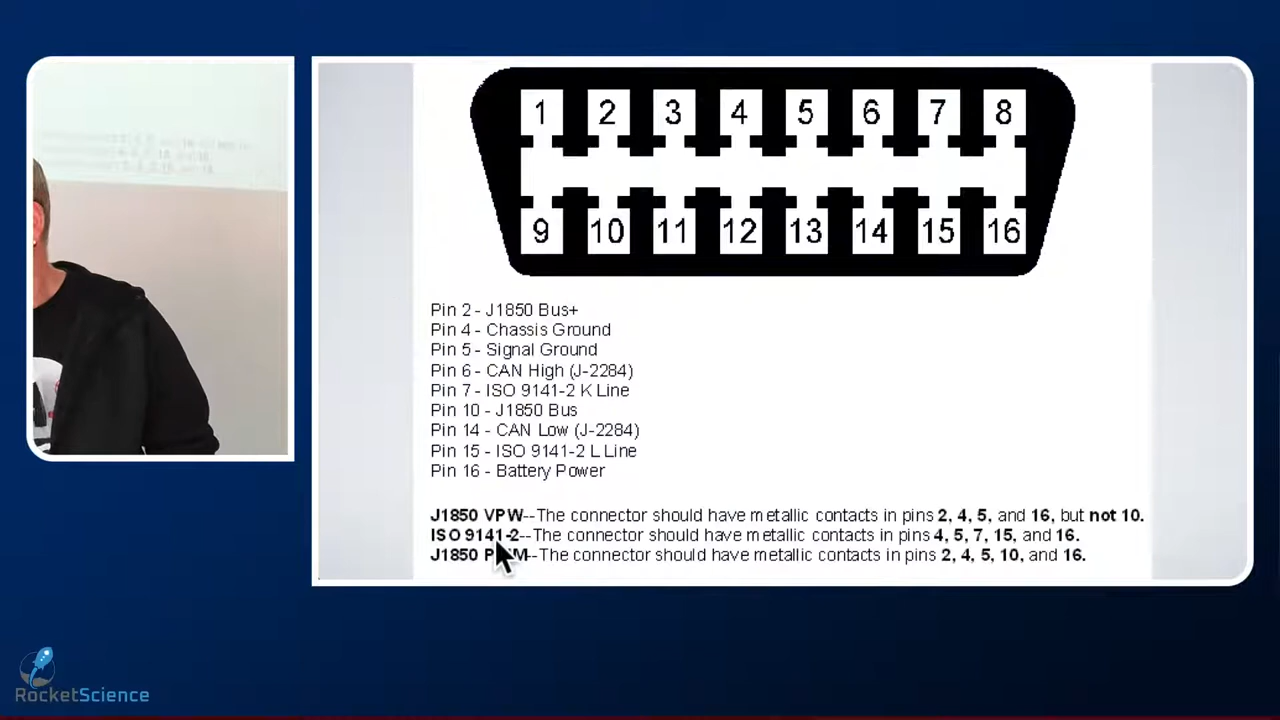 1 2 3 4 5 6 7 8
9 10 11 12 13 14 15 16
Pin 2 - J1850 Bus+
Pin 4 - Chassis Ground
Pin 5 - Signal Ground
Pin 6 - CAN High (J-2284)
Pin 7 - ISO 9141-2 K Line
Pin 10 - J1850 Bus
Pin 14 - CAN Low (J-2284)
Pin 15 - ISO 9141-2 L Line
Pin 16 - Battery Power
J1850 VPW--The connector should have metallic contacts in pins 2, 4, 5, and 16, but not 10.
ISO 9141-2--The connector should have metallic contacts in pins 4, 5, 7, 15, and 16.
J1850 --The connector should have metallic contacts in pins 2, 4, 5, 10, and 16.
RocketScience